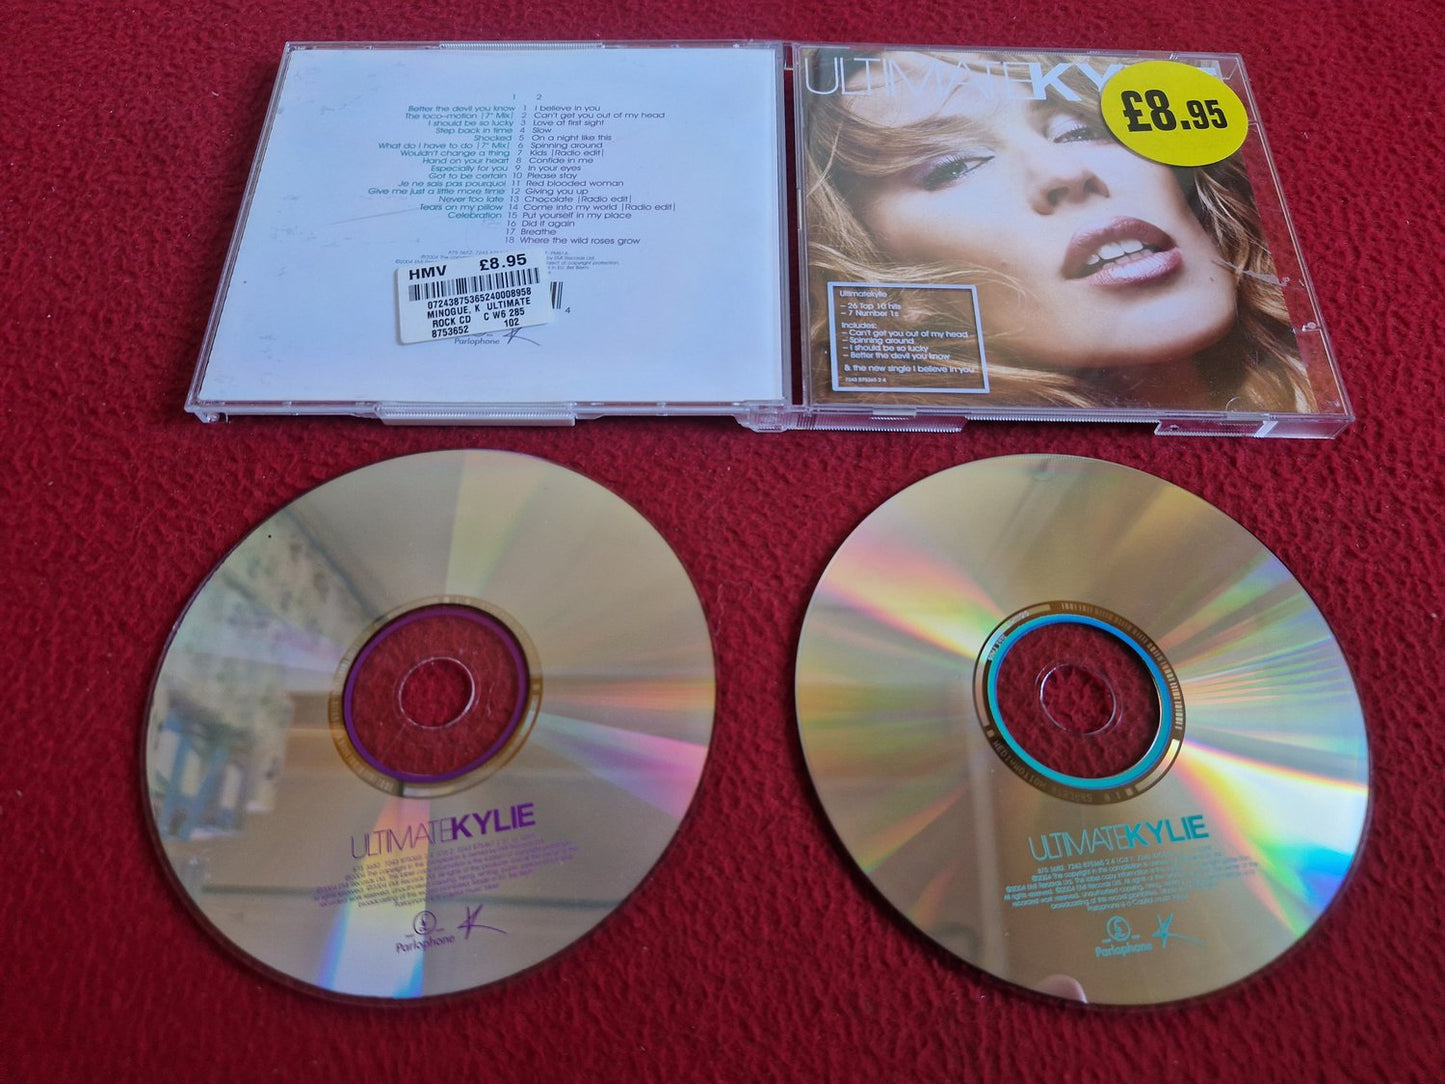 1 2
Better the devil you know 1 I believe in you
The loco-motion |7" Mix| 2 Can't get you out of my head
I should be so lucky 3 Love at first sight
Step back in time 4 Slow
Shocked 5 On a night like this
What do I have to do |7" Mix| 6 Spinning around
Wouldn't change a thing 7 Kids |Radio edit|
Hand on your heart 8 Confide in me
Especially for you 9 In your eyes
Got to be certain 10 Please stay
Je ne sais pas pourquoi 11 Red blooded woman
Give me just a little more time 12 Giving you up
Never too late 13 Chocolate |Radio edit|
Tears on my pillow 14 Come into my world |Radio edit|
Celebration 15 Put yourself in my place
16 Did it again
17 Breathe
18 Where the wild roses grow
HMV £8.95
07243875365240008958
MINOGUE, K ULTIMATE
ROCK CD C W6 285
8753652 102
4
Parlophone
ULTIMATEKY
£8.95
Ultimatekylie
– 26 Top 10 hits
– 7 Number 1s
Includes:
– Can't get you out of my head
– Spinning around
– I should be so lucky
– Better the devil you know
& the new single I believe in you
7243 875365 2 4
ULTIMATEKYLIE
Parlophone
ULTIMATEKYLIE
Parlophone